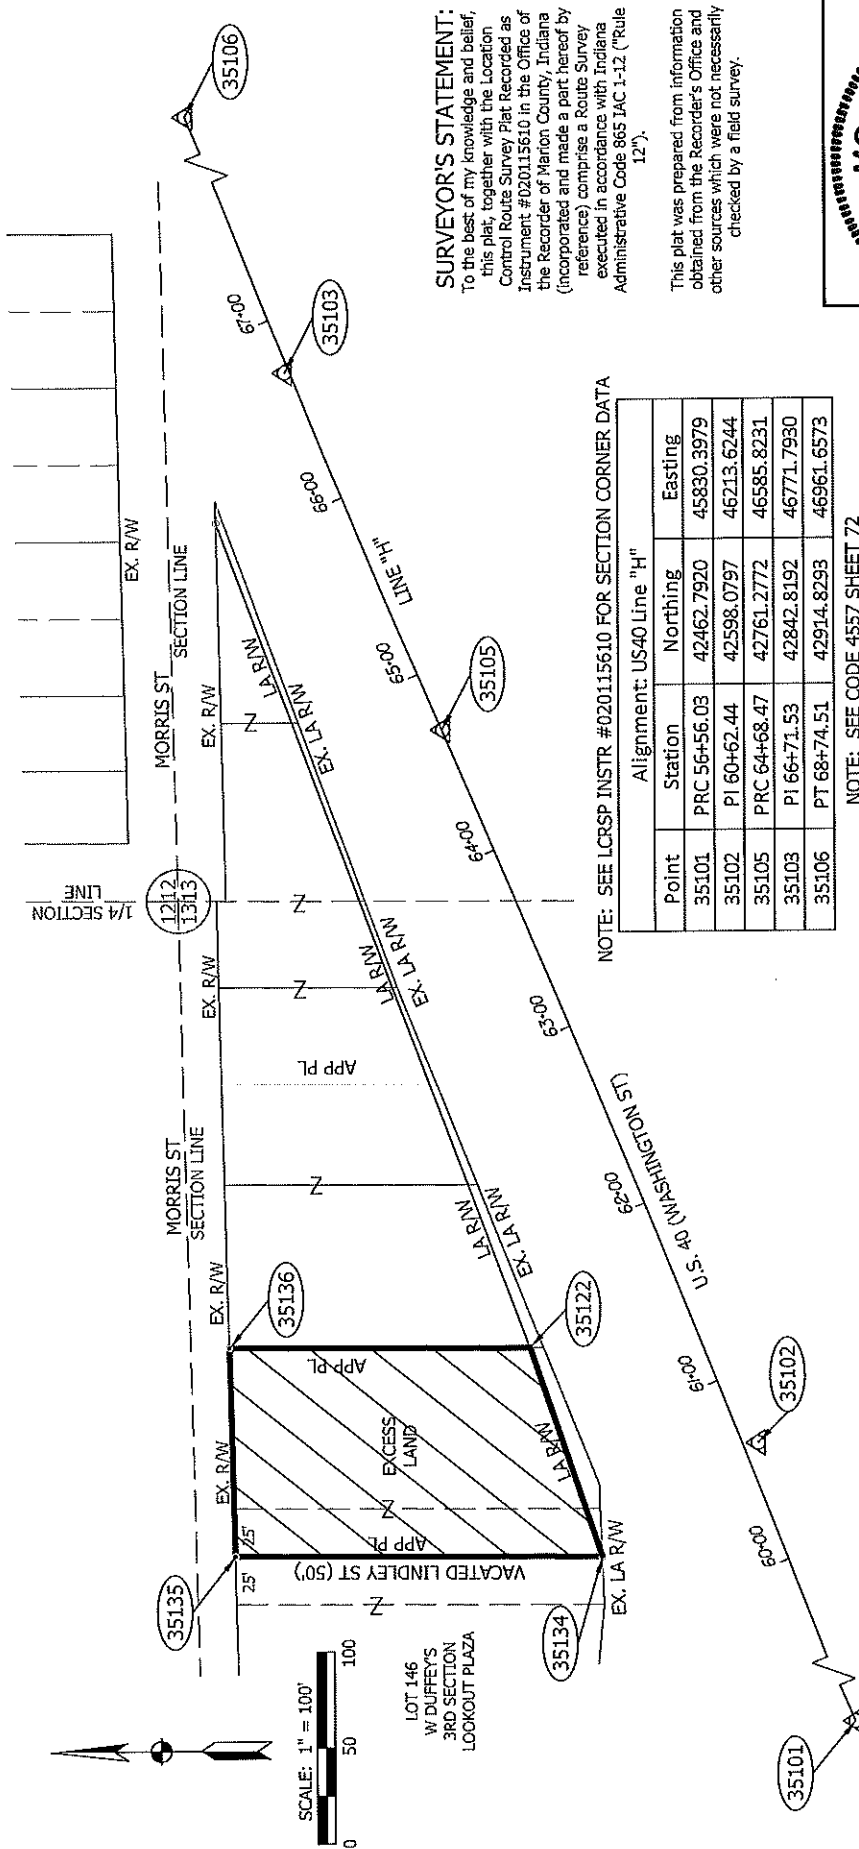 EX. R/W
MORRIS ST
SECTION LINE
1/4 SECTION
LINE
12 12
13 13
MORRIS ST
SECTION LINE
EX. R/W
EX. R/W
EX. R/W
EX. R/W
35135
35136
35134
35122
25'
25'
APP PL
APP PL
APP PL
EXCESS
LAND
VACATED LINDLEY ST (50')
LA R/W
EX. LA R/W
LA R/W
EX. LA R/W
LA R/W
EX. LA R/W
LA R/W
EX. LA R/W
SCALE: 1" = 100'
0
50
100
LOT 146
W DUFFEY'S
3RD SECTION
LOOKOUT PLAZA
35101
60+00
35102
61+00
62+00
U.S. 40 (WASHINGTON ST)
63+00
64+00
35105
65+00
LINE "H"
66+00
35103
67+00
35106
NOTE: SEE LCRSP INSTR #020115610 FOR SECTION CORNER DATA
Alignment: US40 Line "H"
Point Station Northing Easting
35101 PRC 56+56.03 42462.7920 45830.3979
35102 PI 60+62.44 42598.0797 46213.6244
35105 PRC 64+68.47 42761.2772 46585.8231
35103 PI 66+71.53 42842.8192 46771.7930
35106 PT 68+74.51 42914.8293 46961.6573
NOTE: SEE CODE 4557 SHEET 72
SURVEYOR'S STATEMENT:
To the best of my knowledge and belief,
this plat, together with the Location
Control Route Survey Plat Recorded as
Instrument #020115610 in the Office of
the Recorder of Marion County, Indiana
(incorporated and made a part hereof by
reference) comprise a Route Survey
executed in accordance with Indiana
Administrative Code 865 IAC 1-12 ("Rule
12").
This plat was prepared from information
obtained from the Recorder's Office and
other sources which were not necessarily
checked by a field survey.